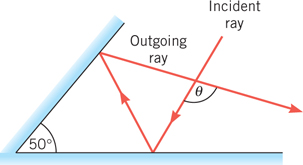 Incident
ray
Outgoing
ray
θ
50°